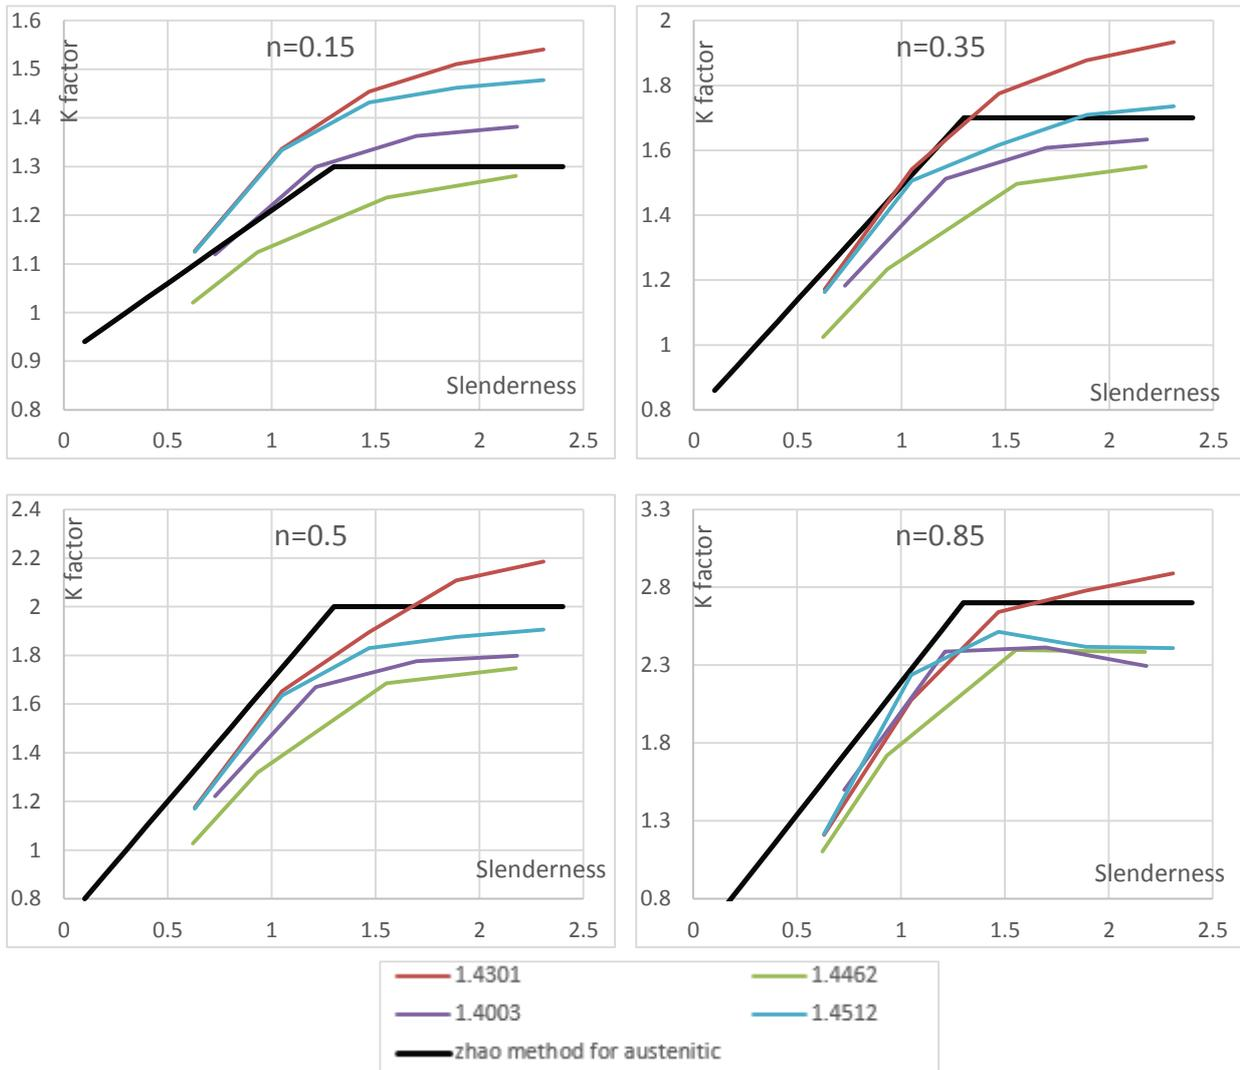 n=0.15
K factor
1.6
1.5
1.4
1.3
1.2
1.1
1
0.9
0.8
Slenderness
0 0.5 1 1.5 2 2.5
n=0.35
K factor
2
1.8
1.6
1.4
1.2
1
0.8
Slenderness
0 0.5 1 1.5 2 2.5
n=0.5
K factor
2.4
2.2
2
1.8
1.6
1.4
1.2
1
0.8
Slenderness
0 0.5 1 1.5 2 2.5
n=0.85
K factor
3.3
2.8
2.3
1.8
1.3
0.8
Slenderness
0 0.5 1 1.5 2 2.5
1.4301 1.4462
1.4003 1.4512
zhao method for austenitic